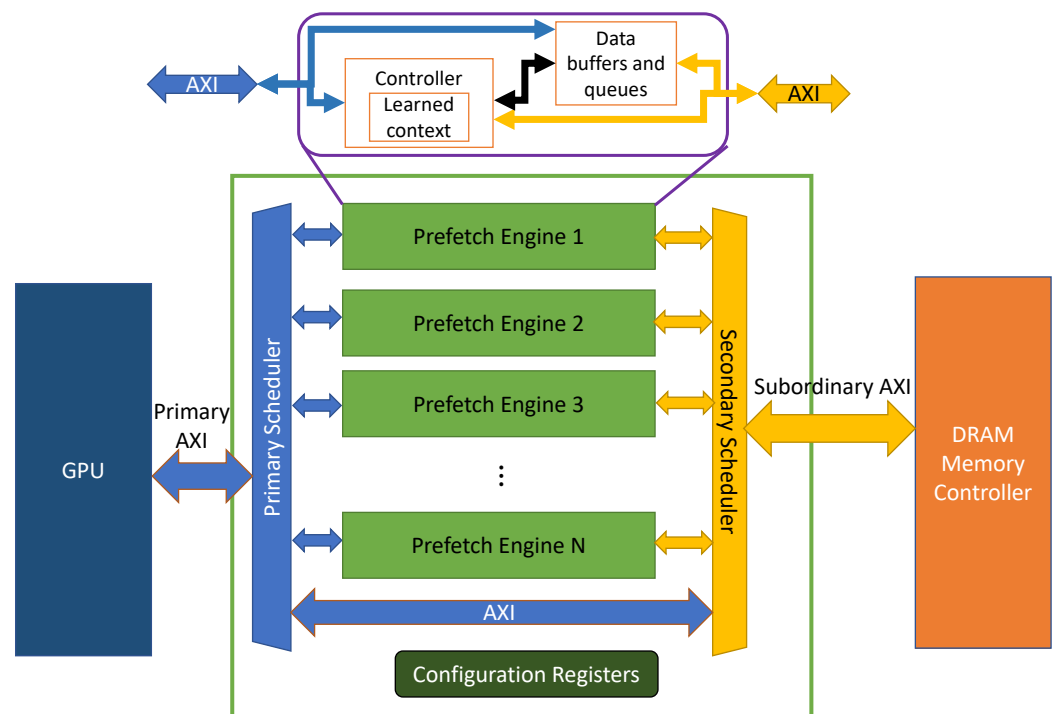 Data
buffers and
queues
Controller
Learned
context
AXI
AXI
Prefetch Engine 1
Prefetch Engine 2
Prefetch Engine 3
⋮
Prefetch Engine N
AXI
Primary Scheduler
Secondary Scheduler
Primary
AXI
Subordinary AXI
GPU
DRAM
Memory
Controller
Configuration Registers